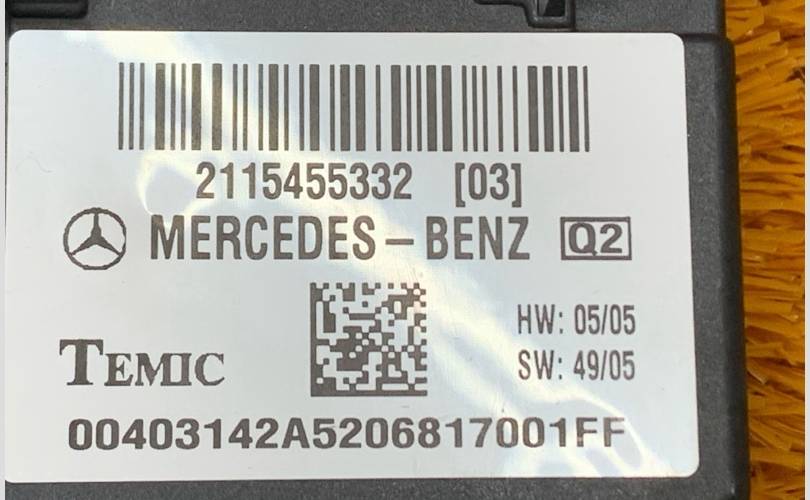 2115455332 [03]
MERCEDES-BENZ Q2
HW: 05/05
TEMIC
SW: 49/05
00403142A5206817001FF